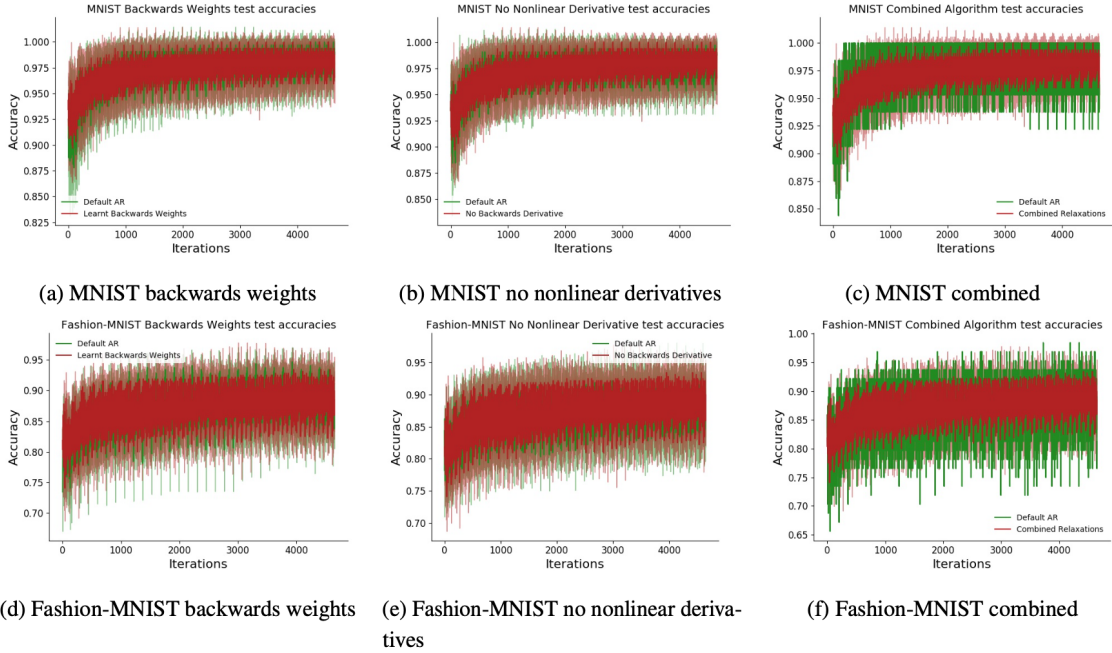 MNIST Backwards Weights test accuracies
1.000
0.975
0.950
0.925
0.900
0.875
0.850
0.825
Accuracy
Default AR
Learnt Backwards Weights
0 1000 2000 3000 4000
Iterations
(a) MNIST backwards weights
MNIST No Nonlinear Derivative test accuracies
1.000
0.975
0.950
0.925
0.900
0.875
0.850
Accuracy
Default AR
No Backwards Derivative
0 1000 2000 3000 4000
Iterations
(b) MNIST no nonlinear derivatives
MNIST Combined Algorithm test accuracies
1.000
0.975
0.950
0.925
0.900
0.875
0.850
Accuracy
Default AR
Combined Relaxations
0 1000 2000 3000 4000
Iterations
(c) MNIST combined
Fashion-MNIST Backwards Weights test accuracies
Default AR
Learnt Backwards Weights
0.95
0.90
0.85
0.80
0.75
0.70
Accuracy
0 1000 2000 3000 4000
Iterations
(d) Fashion-MNIST backwards weights
Fashion-MNIST No Nonlinear Derivative test accuracies
Default AR
No Backwards Derivative
0.95
0.90
0.85
0.80
0.75
0.70
Accuracy
0 1000 2000 3000 4000
Iterations
(e) Fashion-MNIST no nonlinear deriva-
tives
Fashion-MNIST Combined Algorithm test accuracies
1.00
0.95
0.90
0.85
0.80
0.75
0.70
0.65
Accuracy
Default AR
Combined Relaxations
0 1000 2000 3000 4000
Iterations
(f) Fashion-MNIST combined